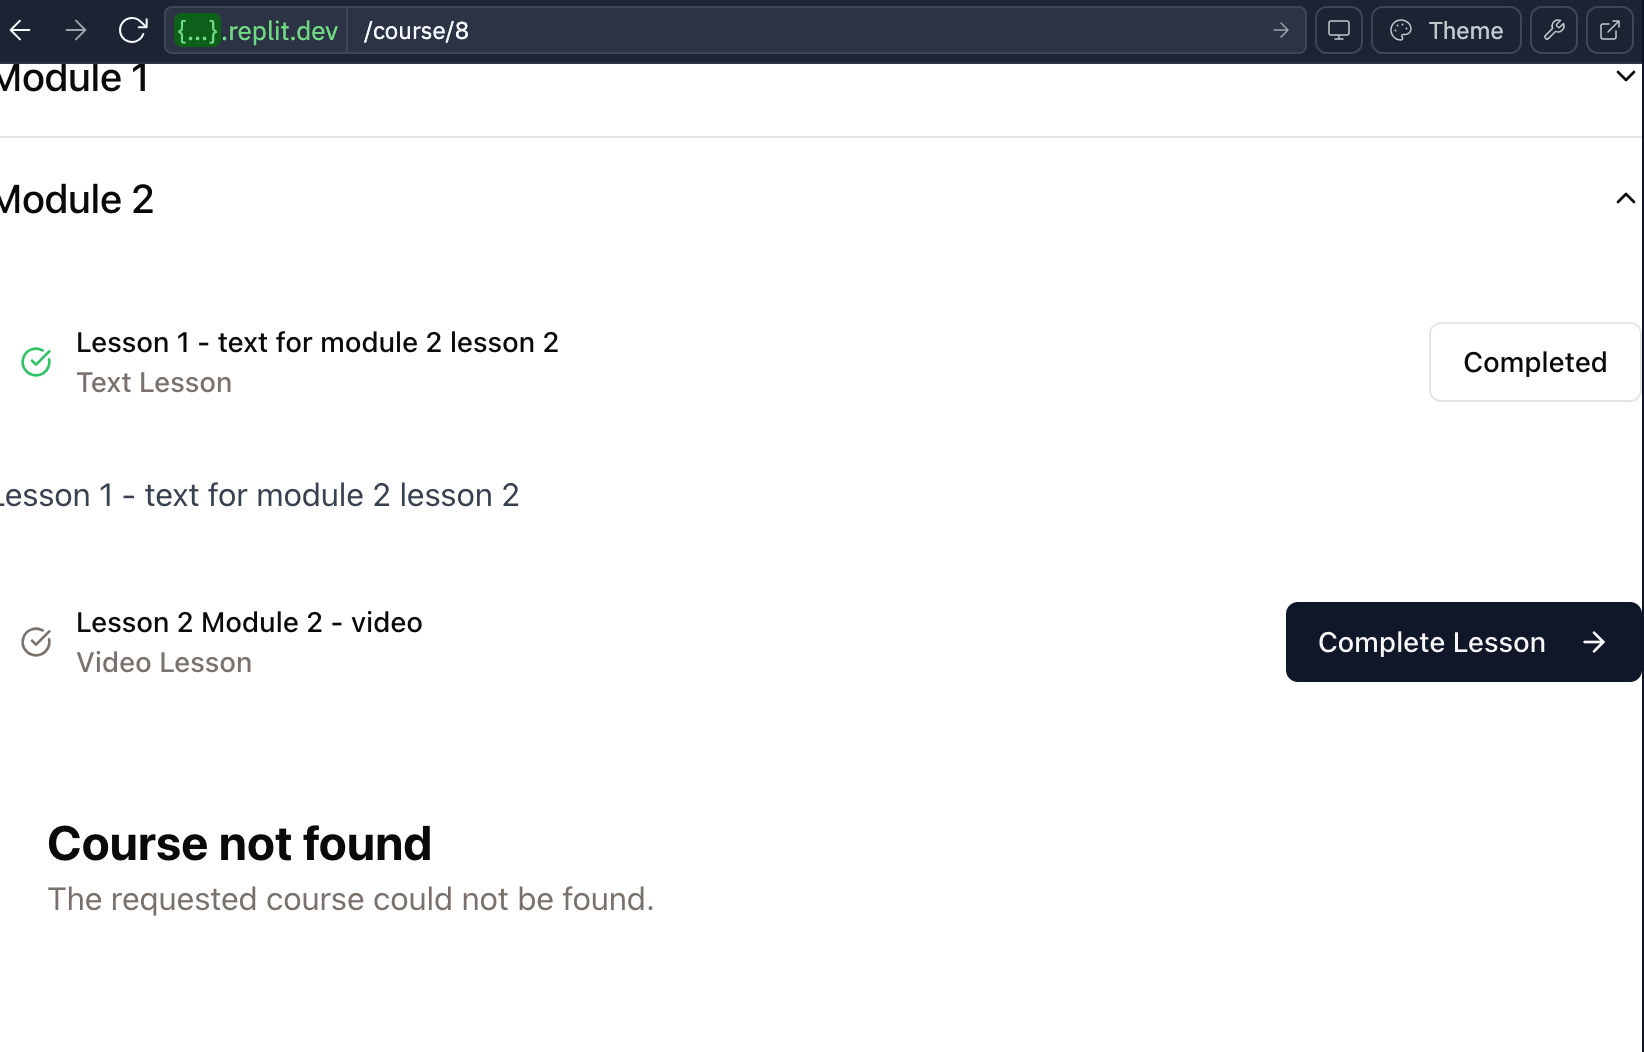 {...}.replit.dev /course/8 Theme
Module 1
Module 2
Lesson 1 - text for module 2 lesson 2
Text Lesson
Completed
Lesson 1 - text for module 2 lesson 2
Lesson 2 Module 2 - video
Video Lesson
Complete Lesson →
Course not found
The requested course could not be found.